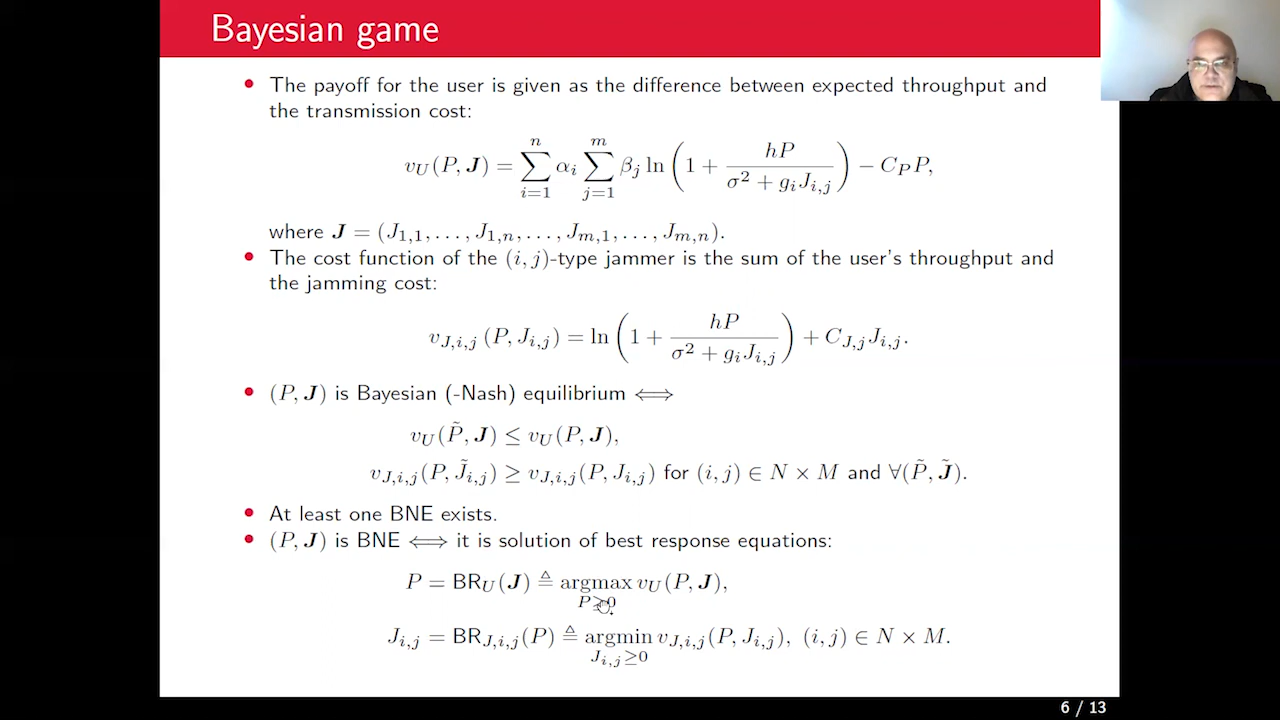 Bayesian game
• The payoff for the user is given as the difference between expected throughput and
the transmission cost:
v_U(P, J) = ∑_{i=1}^{n} α_i ∑_{j=1}^{m} β_j ln(1 + hP / (σ² + g_i J_{i,j})) − C_P P,
where J = (J_{1,1}, . . . , J_{1,n}, . . . , J_{m,1}, . . . , J_{m,n}).
• The cost function of the (i, j)-type jammer is the sum of the user's throughput and
the jamming cost:
v_{J,i,j} (P, J_{i,j}) = ln(1 + hP / (σ² + g_i J_{i,j})) + C_{J,j} J_{i,j}.
• (P, J) is Bayesian (-Nash) equilibrium ⟺
v_U(P̃, J) ≤ v_U(P, J),
v_{J,i,j}(P, J̃_{i,j}) ≥ v_{J,i,j}(P, J_{i,j}) for (i, j) ∈ N × M and ∀(P̃, J̃).
• At least one BNE exists.
• (P, J) is BNE ⟺ it is solution of best response equations:
P = BR_U(J) ≜ argmax_{P≥0} v_U(P, J),
J_{i,j} = BR_{J,i,j}(P) ≜ argmin_{J_{i,j}≥0} v_{J,i,j}(P, J_{i,j}), (i, j) ∈ N × M.
6 / 13